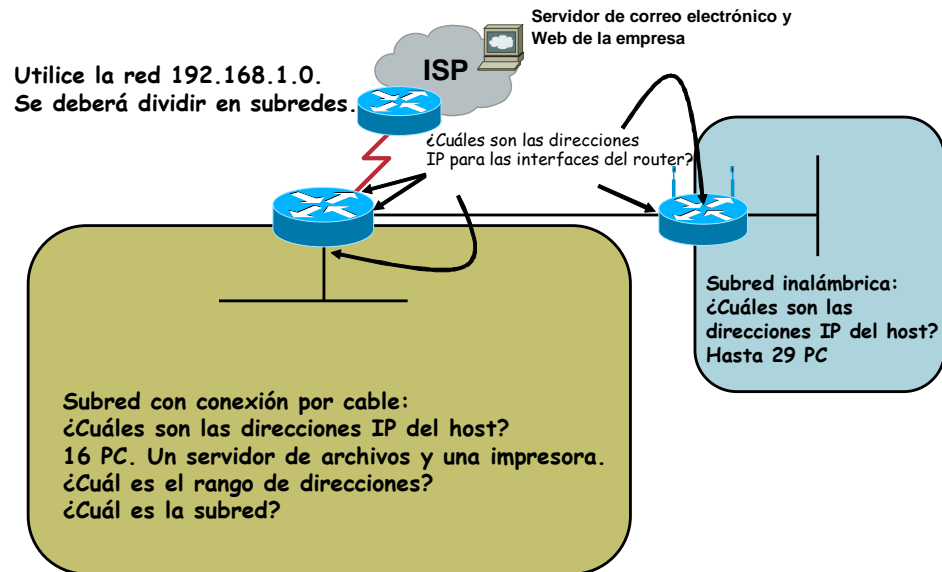 Servidor de correo electrónico y
Web de la empresa
ISP
Utilice la red 192.168.1.0.
Se deberá dividir en subredes.
¿Cuáles son las direcciones
IP para las interfaces del router?
Subred inalámbrica:
¿Cuáles son las
direcciones IP del host?
Hasta 29 PC
Subred con conexión por cable:
¿Cuáles son las direcciones IP del host?
16 PC. Un servidor de archivos y una impresora.
¿Cuál es el rango de direcciones?
¿Cuál es la subred?